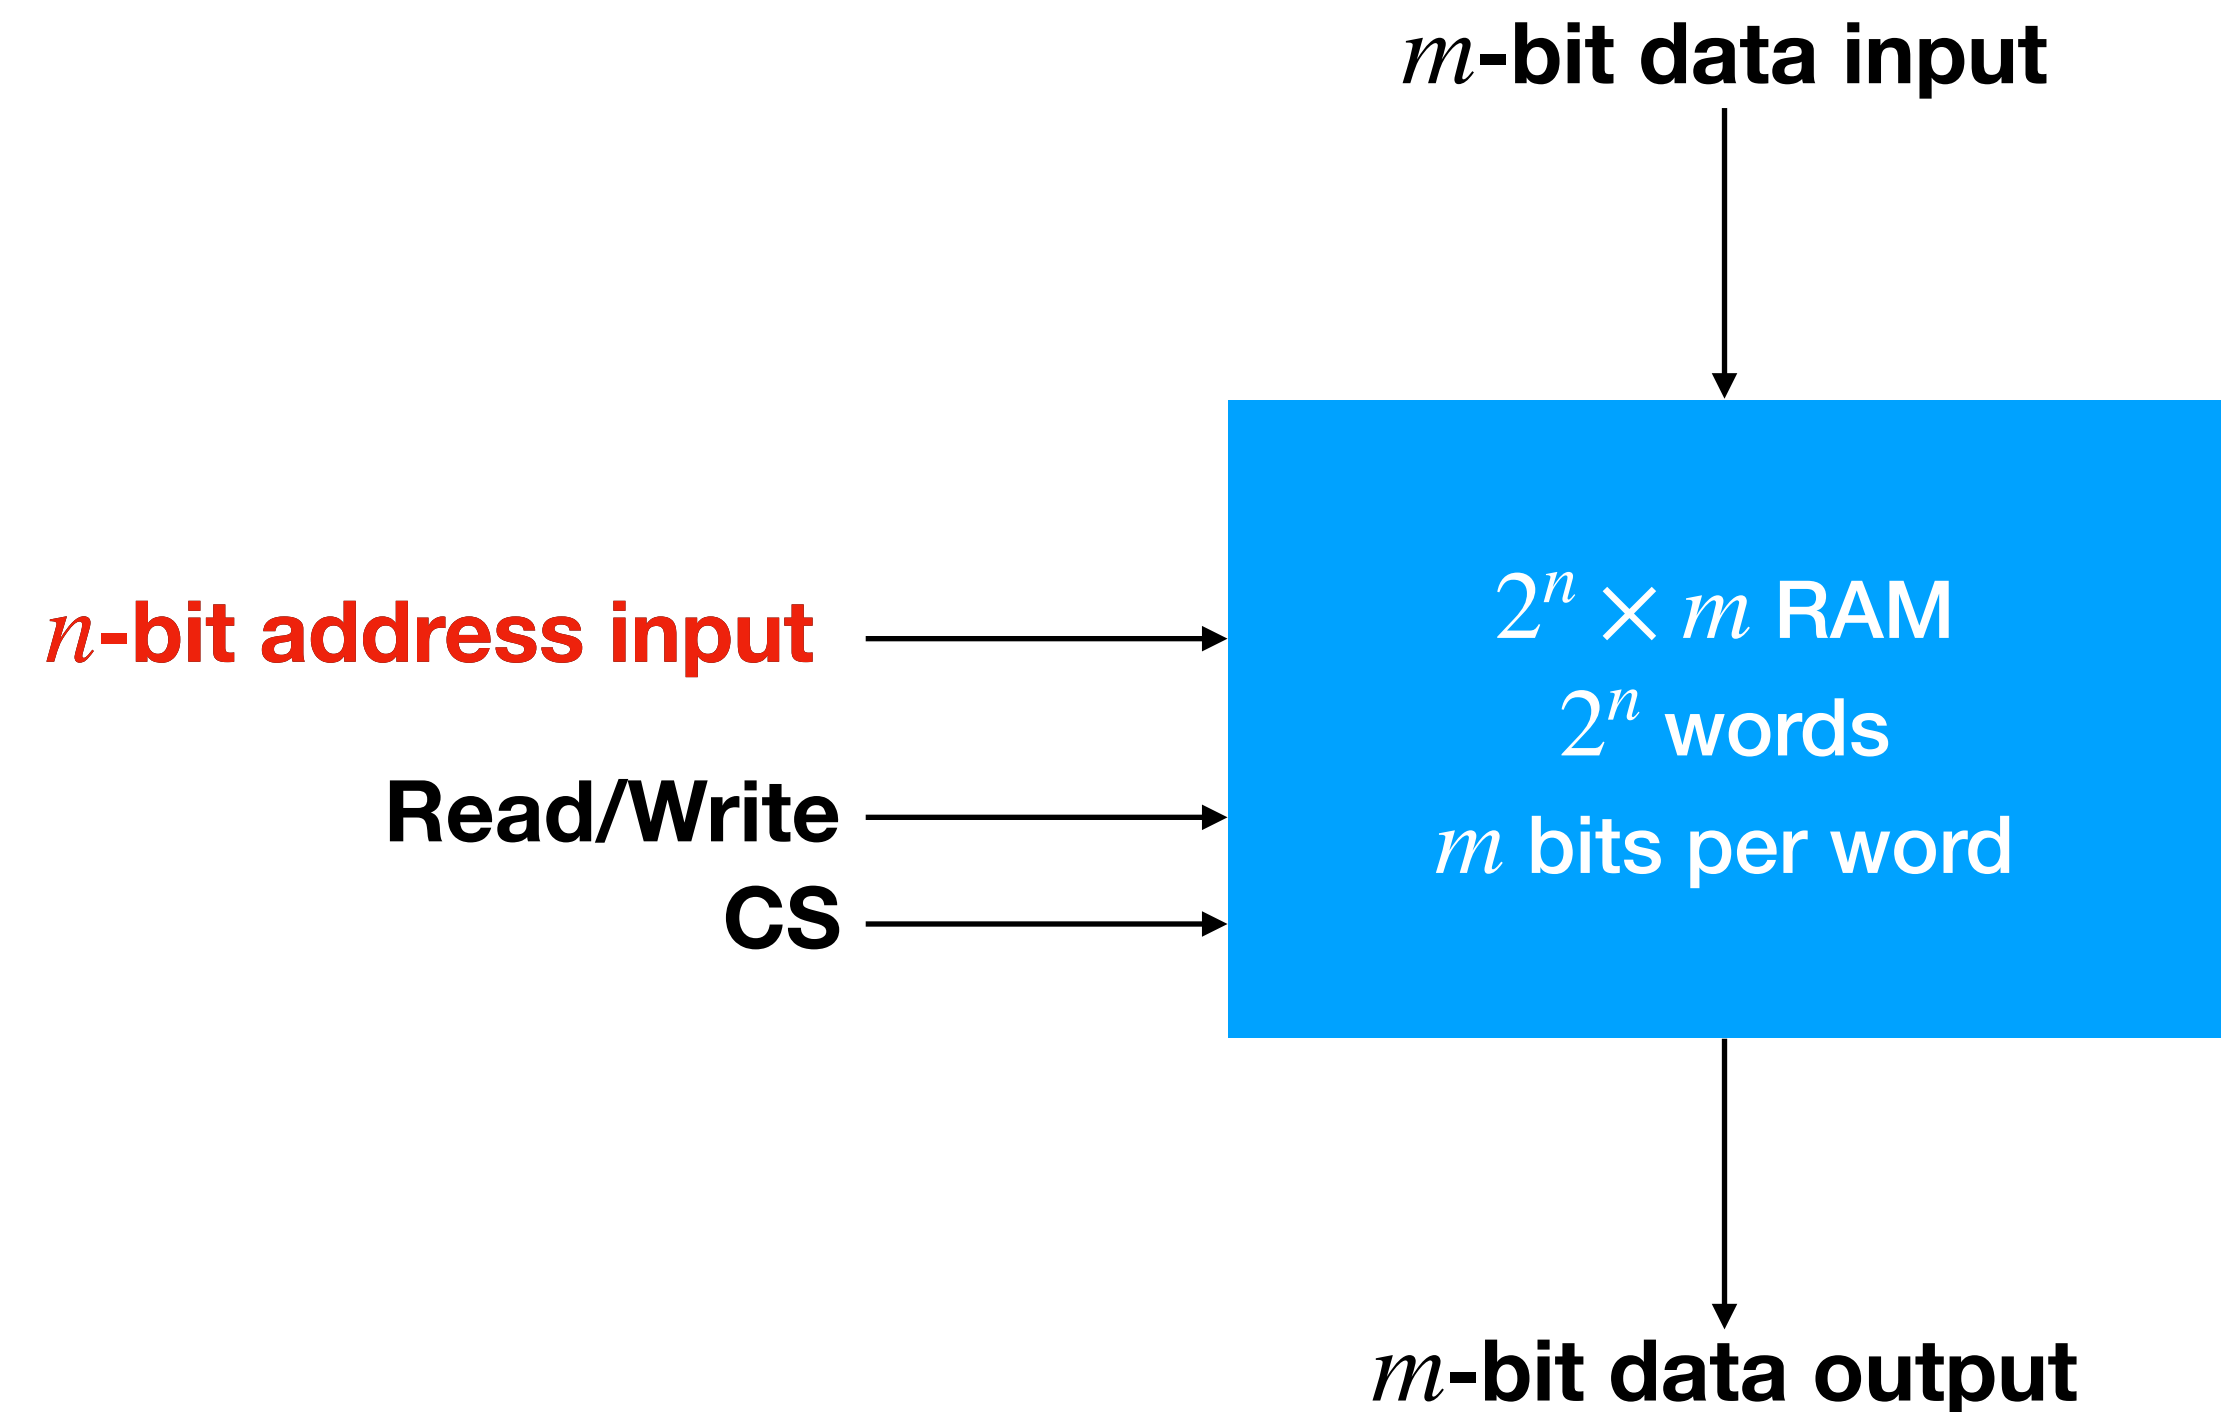 m-bit data input
n-bit address input
Read/Write
CS
2ⁿ × m RAM
2ⁿ words
m bits per word
m-bit data output